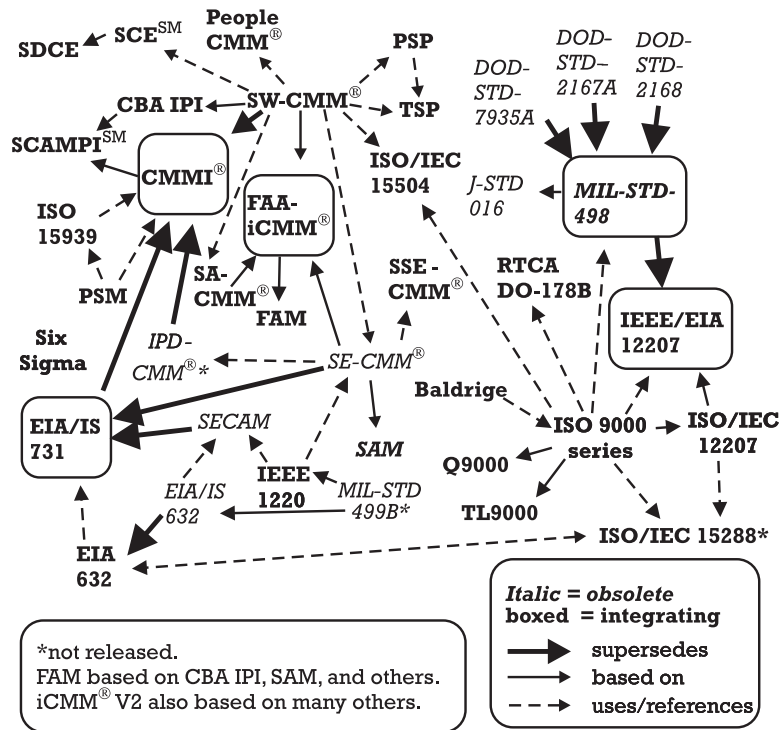 People
CMM®
SCE℠
SDCE
PSP
DOD-
STD-
7935A
DOD-
STD–
2167A
DOD-
STD-
2168
CBA IPI
SW-CMM®
TSP
SCAMPI℠
CMMI®
ISO/IEC
15504
J-STD
016
MIL-STD-
498
FAA-
iCMM®
ISO
15939
PSM
SA-
CMM®
SSE-
CMM®
RTCA
DO-178B
FAM
IEEE/EIA
12207
Six
Sigma
IPD-
CMM®*
SE-CMM®
Baldrige
EIA/IS
731
SECAM
SAM
ISO 9000
series
ISO/IEC
12207
Q9000
IEEE
1220
EIA/IS
632
MIL-STD
499B*
TL9000
EIA
632
ISO/IEC 15288*
Italic = obsolete
boxed = integrating
supersedes
based on
uses/references
*not released.
FAM based on CBA IPI, SAM, and others.
iCMM® V2 also based on many others.